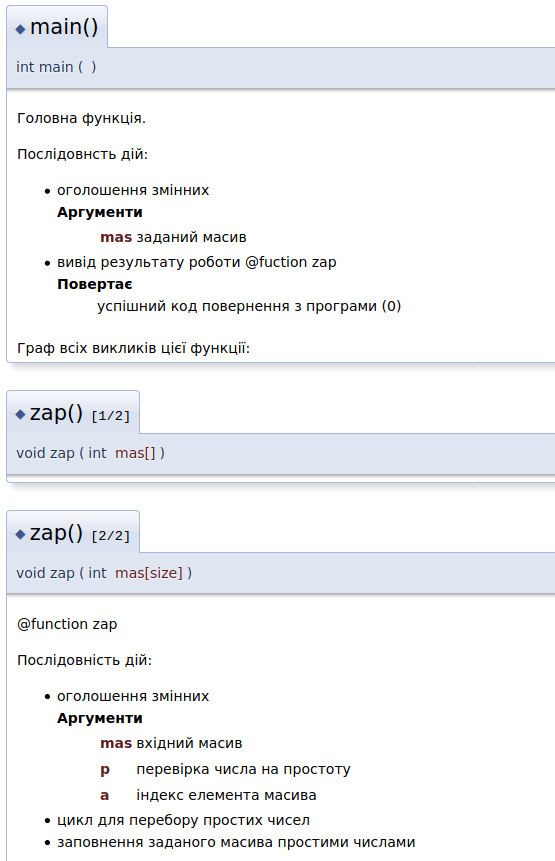 ◆ main()
int main ( )
Головна функція.
Послідовнсть дій:
• оголошення змінних
Аргументи
mas заданий масив
• вивід результату роботи @fuction zap
Повертає
успішний код повернення з програми (0)
Граф всіх викликів цієї функції:
◆ zap() [1/2]
void zap ( int mas[] )
◆ zap() [2/2]
void zap ( int mas[size] )
@function zap
Послідовність дій:
• оголошення змінних
Аргументи
mas вхідний масив
p перевірка числа на простоту
a індекс елемента масива
• цикл для перебору простих чисел
• заповнення заданого масива простими числами